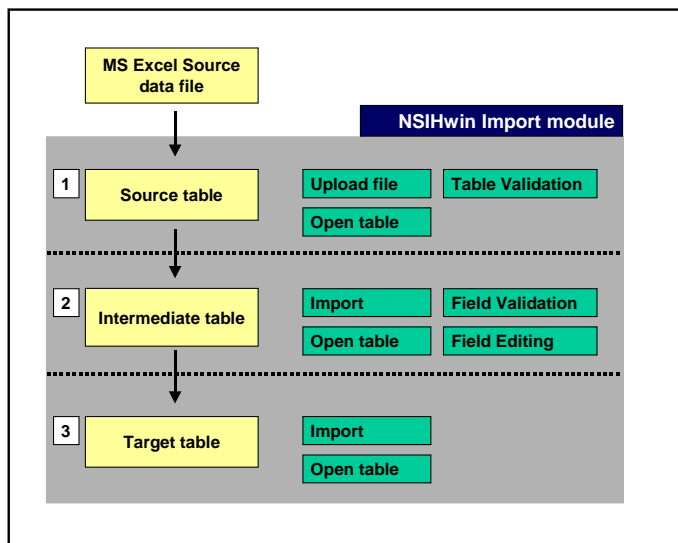 MS Excel Source
data file
NSIHwin Import module
1
Source table
Upload file
Table Validation
Open table
2
Intermediate table
Import
Field Validation
Open table
Field Editing
3
Target table
Import
Open table